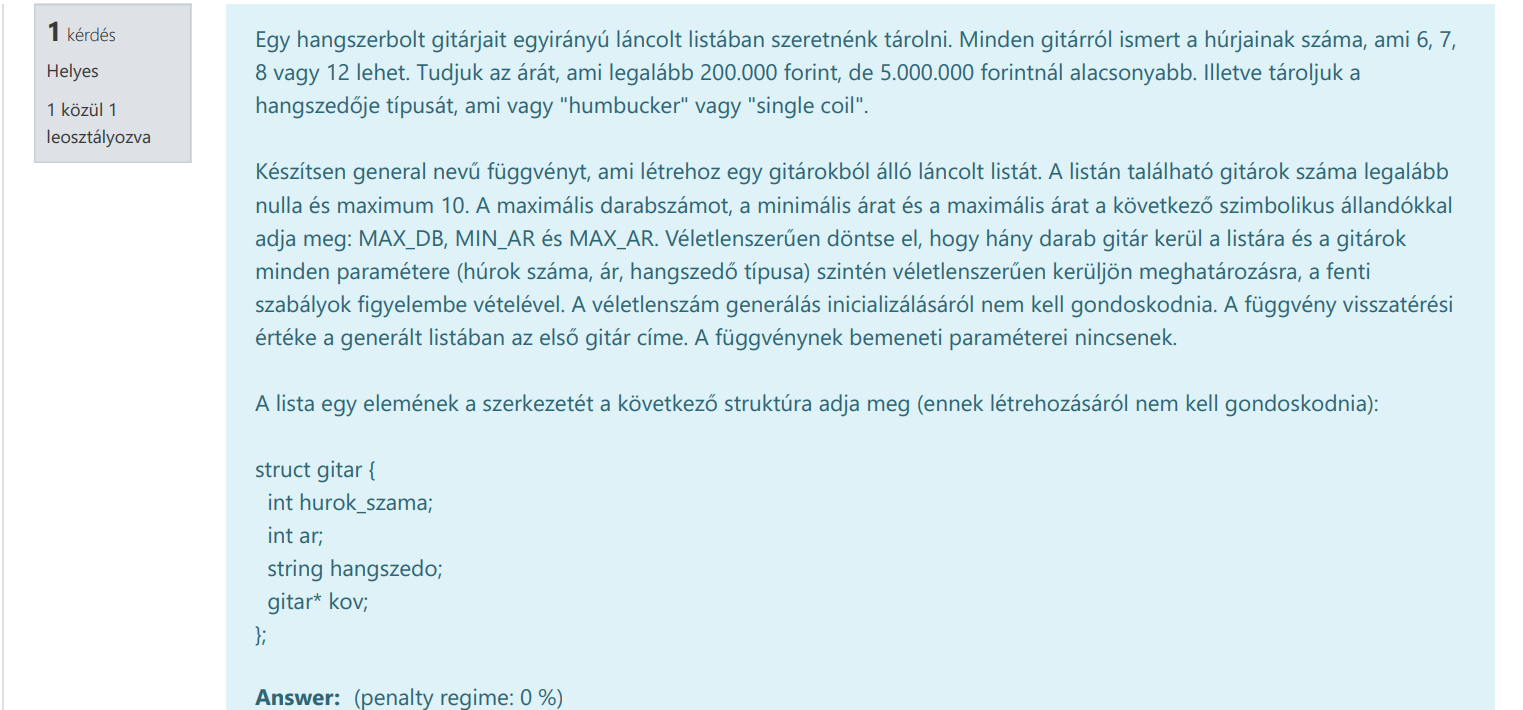 1 kérdés
Helyes
1 közül 1
leosztályozva
Egy hangszerbolt gitárjait egyirányú láncolt listában szeretnénk tárolni. Minden gitárról ismert a húrjainak száma, ami 6, 7,
8 vagy 12 lehet. Tudjuk az árát, ami legalább 200.000 forint, de 5.000.000 forintnál alacsonyabb. Illetve tároljuk a
hangszedője típusát, ami vagy "humbucker" vagy "single coil".
Készítsen general nevű függvényt, ami létrehoz egy gitárokból álló láncolt listát. A listán található gitárok száma legalább
nulla és maximum 10. A maximális darabszámot, a minimális árat és a maximális árat a következő szimbolikus állandókkal
adja meg: MAX_DB, MIN_AR és MAX_AR. Véletlenszerűen döntse el, hogy hány darab gitár kerül a listára és a gitárok
minden paramétere (húrok száma, ár, hangszedő típusa) szintén véletlenszerűen kerüljön meghatározásra, a fenti
szabályok figyelembe vételével. A véletlenszám generálás inicializálásáról nem kell gondoskodnia. A függvény visszatérési
értéke a generált listában az első gitár címe. A függvénynek bemeneti paraméterei nincsenek.
A lista egy elemének a szerkezetét a következő struktúra adja meg (ennek létrehozásáról nem kell gondoskodnia):
struct gitar {
int hurok_szama;
int ar;
string hangszedo;
gitar* kov;
};
Answer: (penalty regime: 0 %)